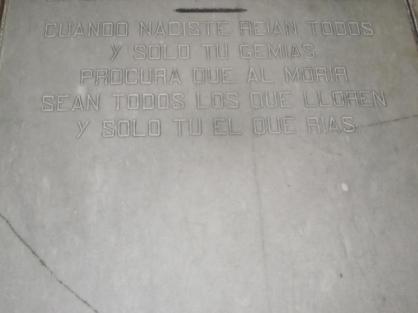 CUANDO NACISTE REIAN TODOS
Y SOLO TU GEMIAS
PROCURA QUE AL MORIR
SEAN TODOS LOS QUE LLOREN
Y SOLO TU EL QUE RIAS